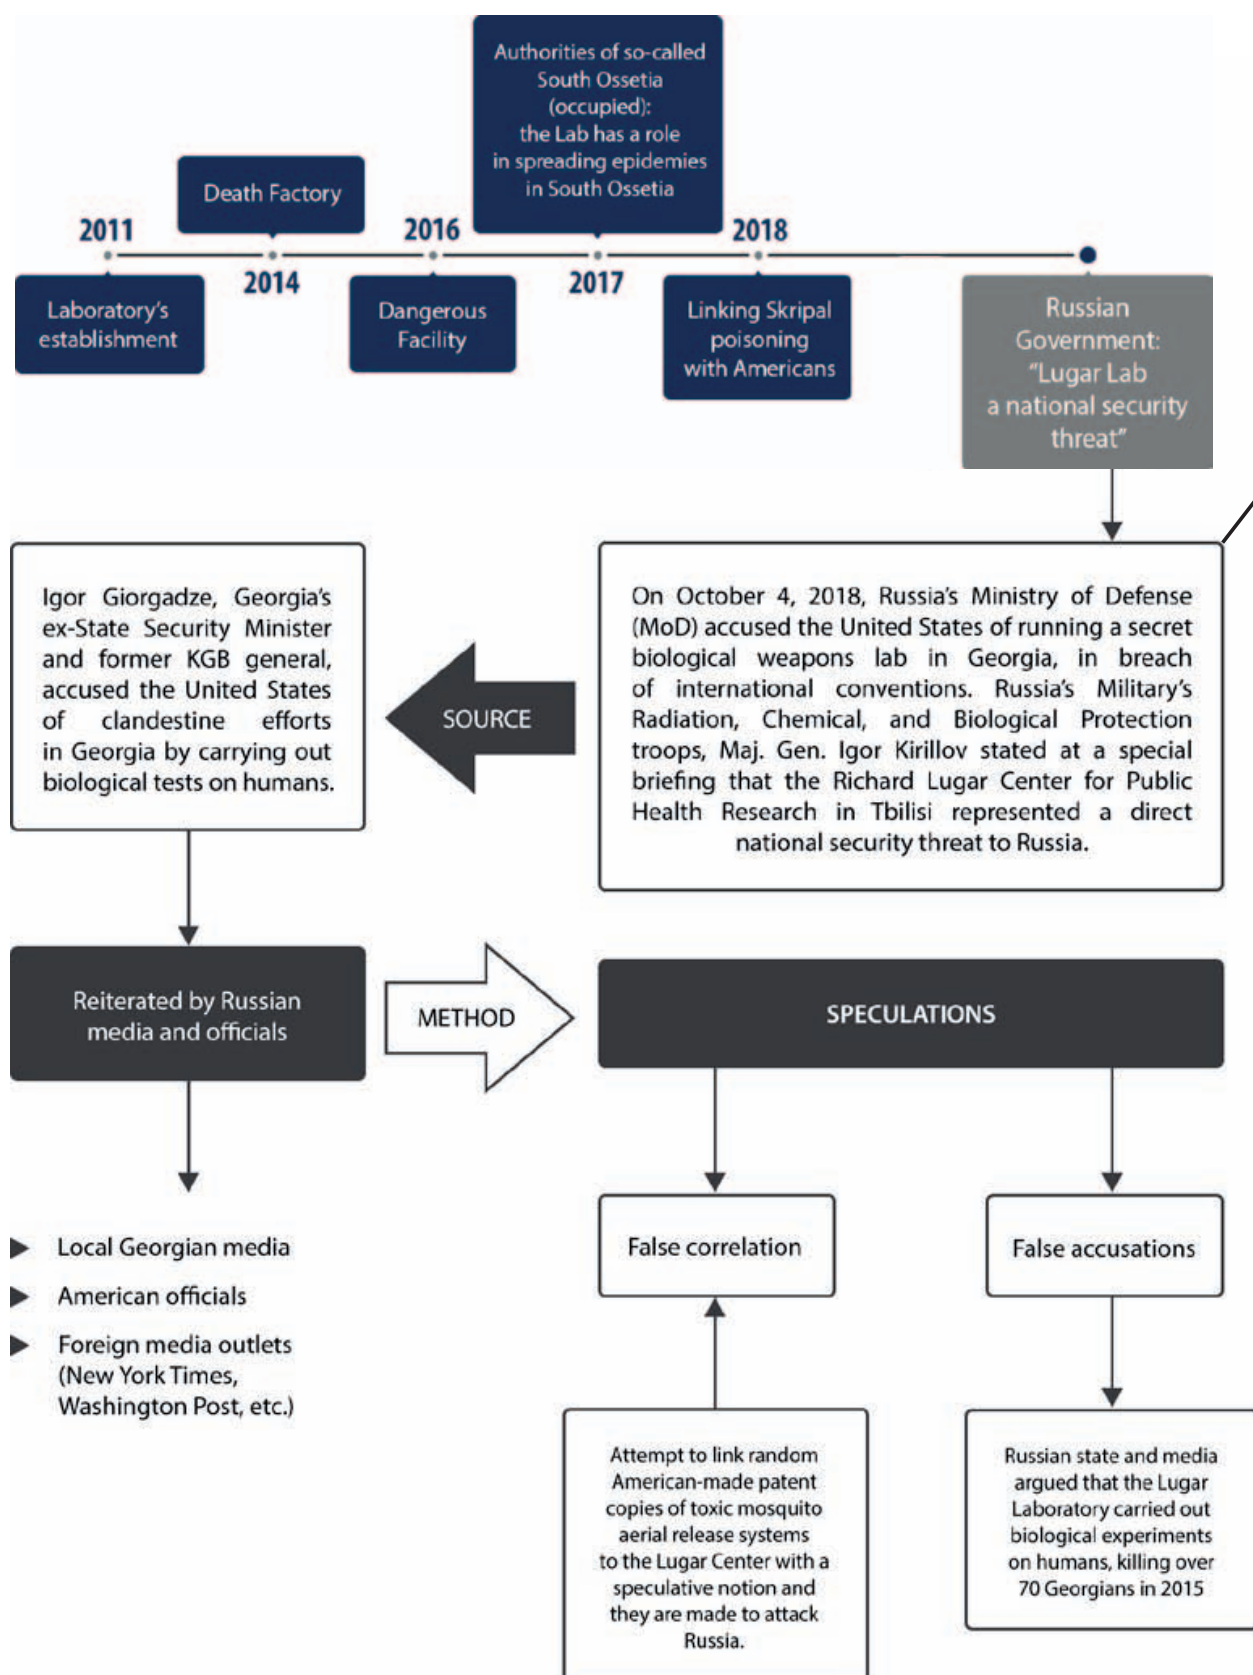 Authorities of so-called
South Ossetia
(occupied):
the Lab has a role
in spreading epidemies
in South Ossetia
Death Factory
2011
2016
2018
2014
2017
Laboratory's
establishment
Dangerous
Facility
Linking Skripal
poisoning
with Americans
Russian
Government:
"Lugar Lab
a national security
threat"
Igor Giorgadze, Georgia's
ex-State Security Minister
and former KGB general,
accused the United States
of clandestine efforts
in Georgia by carrying out
biological tests on humans.
SOURCE
On October 4, 2018, Russia's Ministry of Defense
(MoD) accused the United States of running a secret
biological weapons lab in Georgia, in breach
of international conventions. Russia's Military's
Radiation, Chemical, and Biological Protection
troops, Maj. Gen. Igor Kirillov stated at a special
briefing that the Richard Lugar Center for Public
Health Research in Tbilisi represented a direct
national security threat to Russia.
Reiterated by Russian
media and officials
METHOD
SPECULATIONS
Local Georgian media
American officials
Foreign media outlets
(New York Times,
Washington Post, etc.)
False correlation
False accusations
Attempt to link random
American-made patent
copies of toxic mosquito
aerial release systems
to the Lugar Center with a
speculative notion and
they are made to attack
Russia.
Russian state and media
argued that the Lugar
Laboratory carried out
biological experiments
on humans, killing over
70 Georgians in 2015